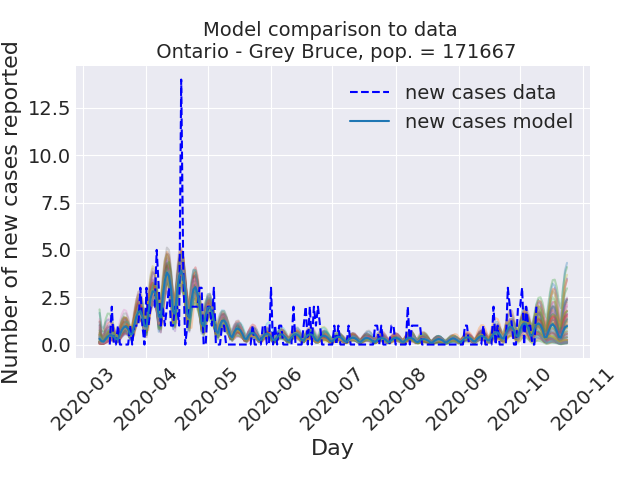 Model comparison to data
Ontario - Grey Bruce, pop. = 171667
Number of new cases reported
12.5
10.0
7.5
5.0
2.5
0.0
new cases data
new cases model
2020-03
2020-04
2020-05
2020-06
2020-07
2020-08
2020-09
2020-10
2020-11
Day